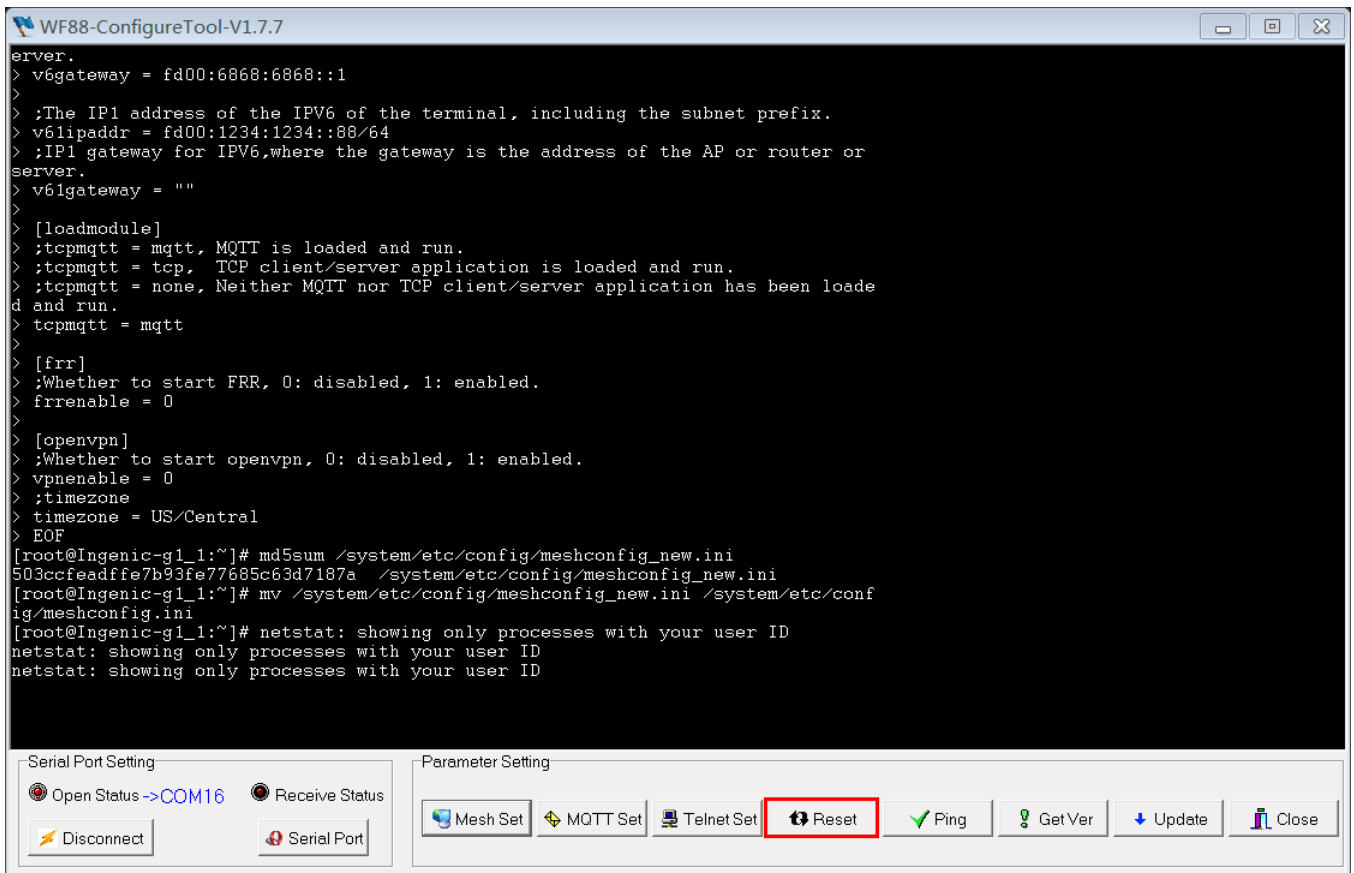 WF88-ConfigureTool-V1.7.7
erver.
> v6gateway = fd00:6868:6868::1
>
> ;The IP1 address of the IPV6 of the terminal, including the subnet prefix.
> v61ipaddr = fd00:1234:1234::88/64
> ;IP1 gateway for IPV6,where the gateway is the address of the AP or router or
server.
> v61gateway = ""
>
> [loadmodule]
> ;tcpmqtt = mqtt, MQTT is loaded and run.
> ;tcpmqtt = tcp,  TCP client/server application is loaded and run.
> ;tcpmqtt = none, Neither MQTT nor TCP client/server application has been loade
d and run.
> tcpmqtt = mqtt
>
> [frr]
> ;Whether to start FRR, 0: disabled, 1: enabled.
> frrenable = 0
>
> [openvpn]
> ;Whether to start openvpn, 0: disabled, 1: enabled.
> vpnenable = 0
> ;timezone
> timezone = US/Central
> EOF
[root@Ingenic-g1_1:~]# md5sum /system/etc/config/meshconfig_new.ini
503ccfeadffe7b93fe77685c63d7187a  /system/etc/config/meshconfig_new.ini
[root@Ingenic-g1_1:~]# mv /system/etc/config/meshconfig_new.ini /system/etc/conf
ig/meshconfig.ini
[root@Ingenic-g1_1:~]# netstat: showing only processes with your user ID
netstat: showing only processes with your user ID
netstat: showing only processes with your user ID
Serial Port Setting
Open Status ->COM16 Receive Status
Disconnect Serial Port
Parameter Setting
Mesh Set MQTT Set Telnet Set Reset Ping Get Ver Update Close